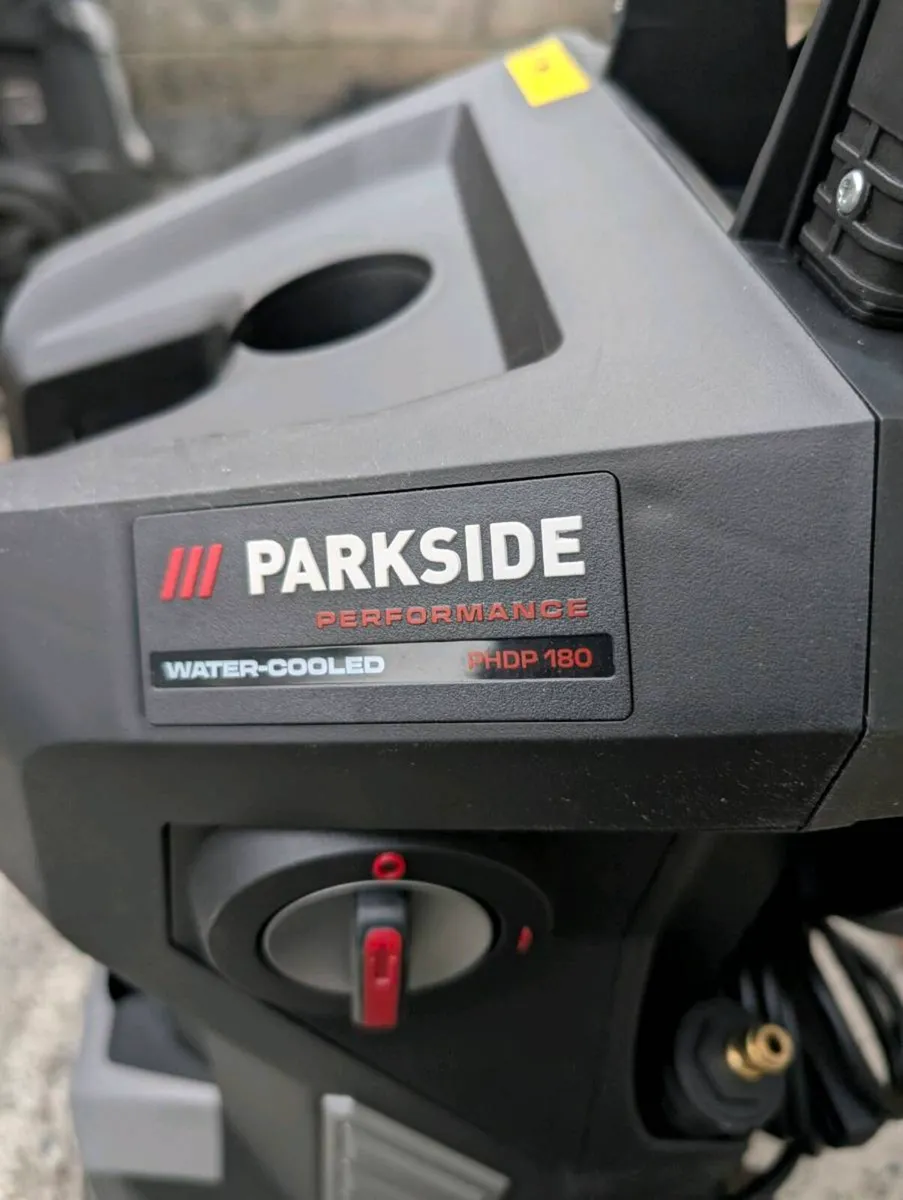 PARKSIDE
PERFORMANCE
WATER-COOLED PHDP 180